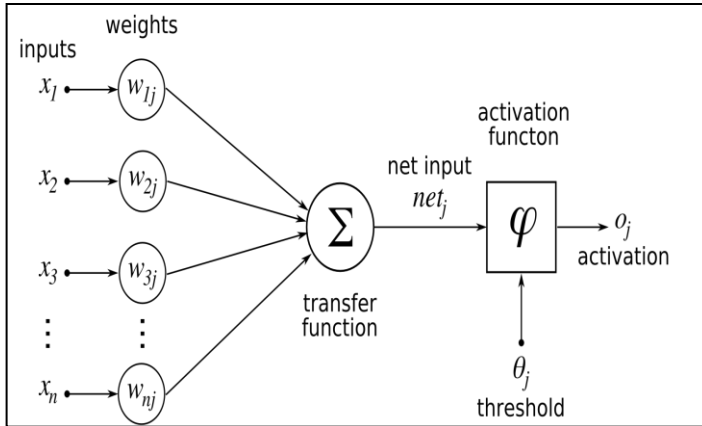 weights
inputs
x1
w1j
x2
w2j
x3
w3j
⋮
⋮
xn
wnj
Σ
transfer
function
net input
netj
activation
functon
φ
oj
activation
θj
threshold